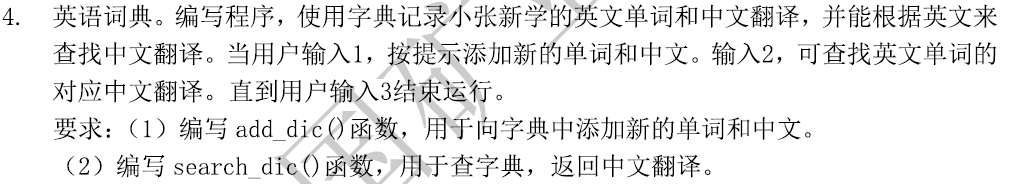 4. 英语词典。编写程序，使用字典记录小张新学的英文单词和中文翻译，并能根据英文来
查找中文翻译。当用户输入1，按提示添加新的单词和中文。输入2，可查找英文单词的
对应中文翻译。直到用户输入3结束运行。
要求：（1）编写 add_dic()函数，用于向字典中添加新的单词和中文。
（2）编写 search_dic()函数，用于查字典，返回中文翻译。